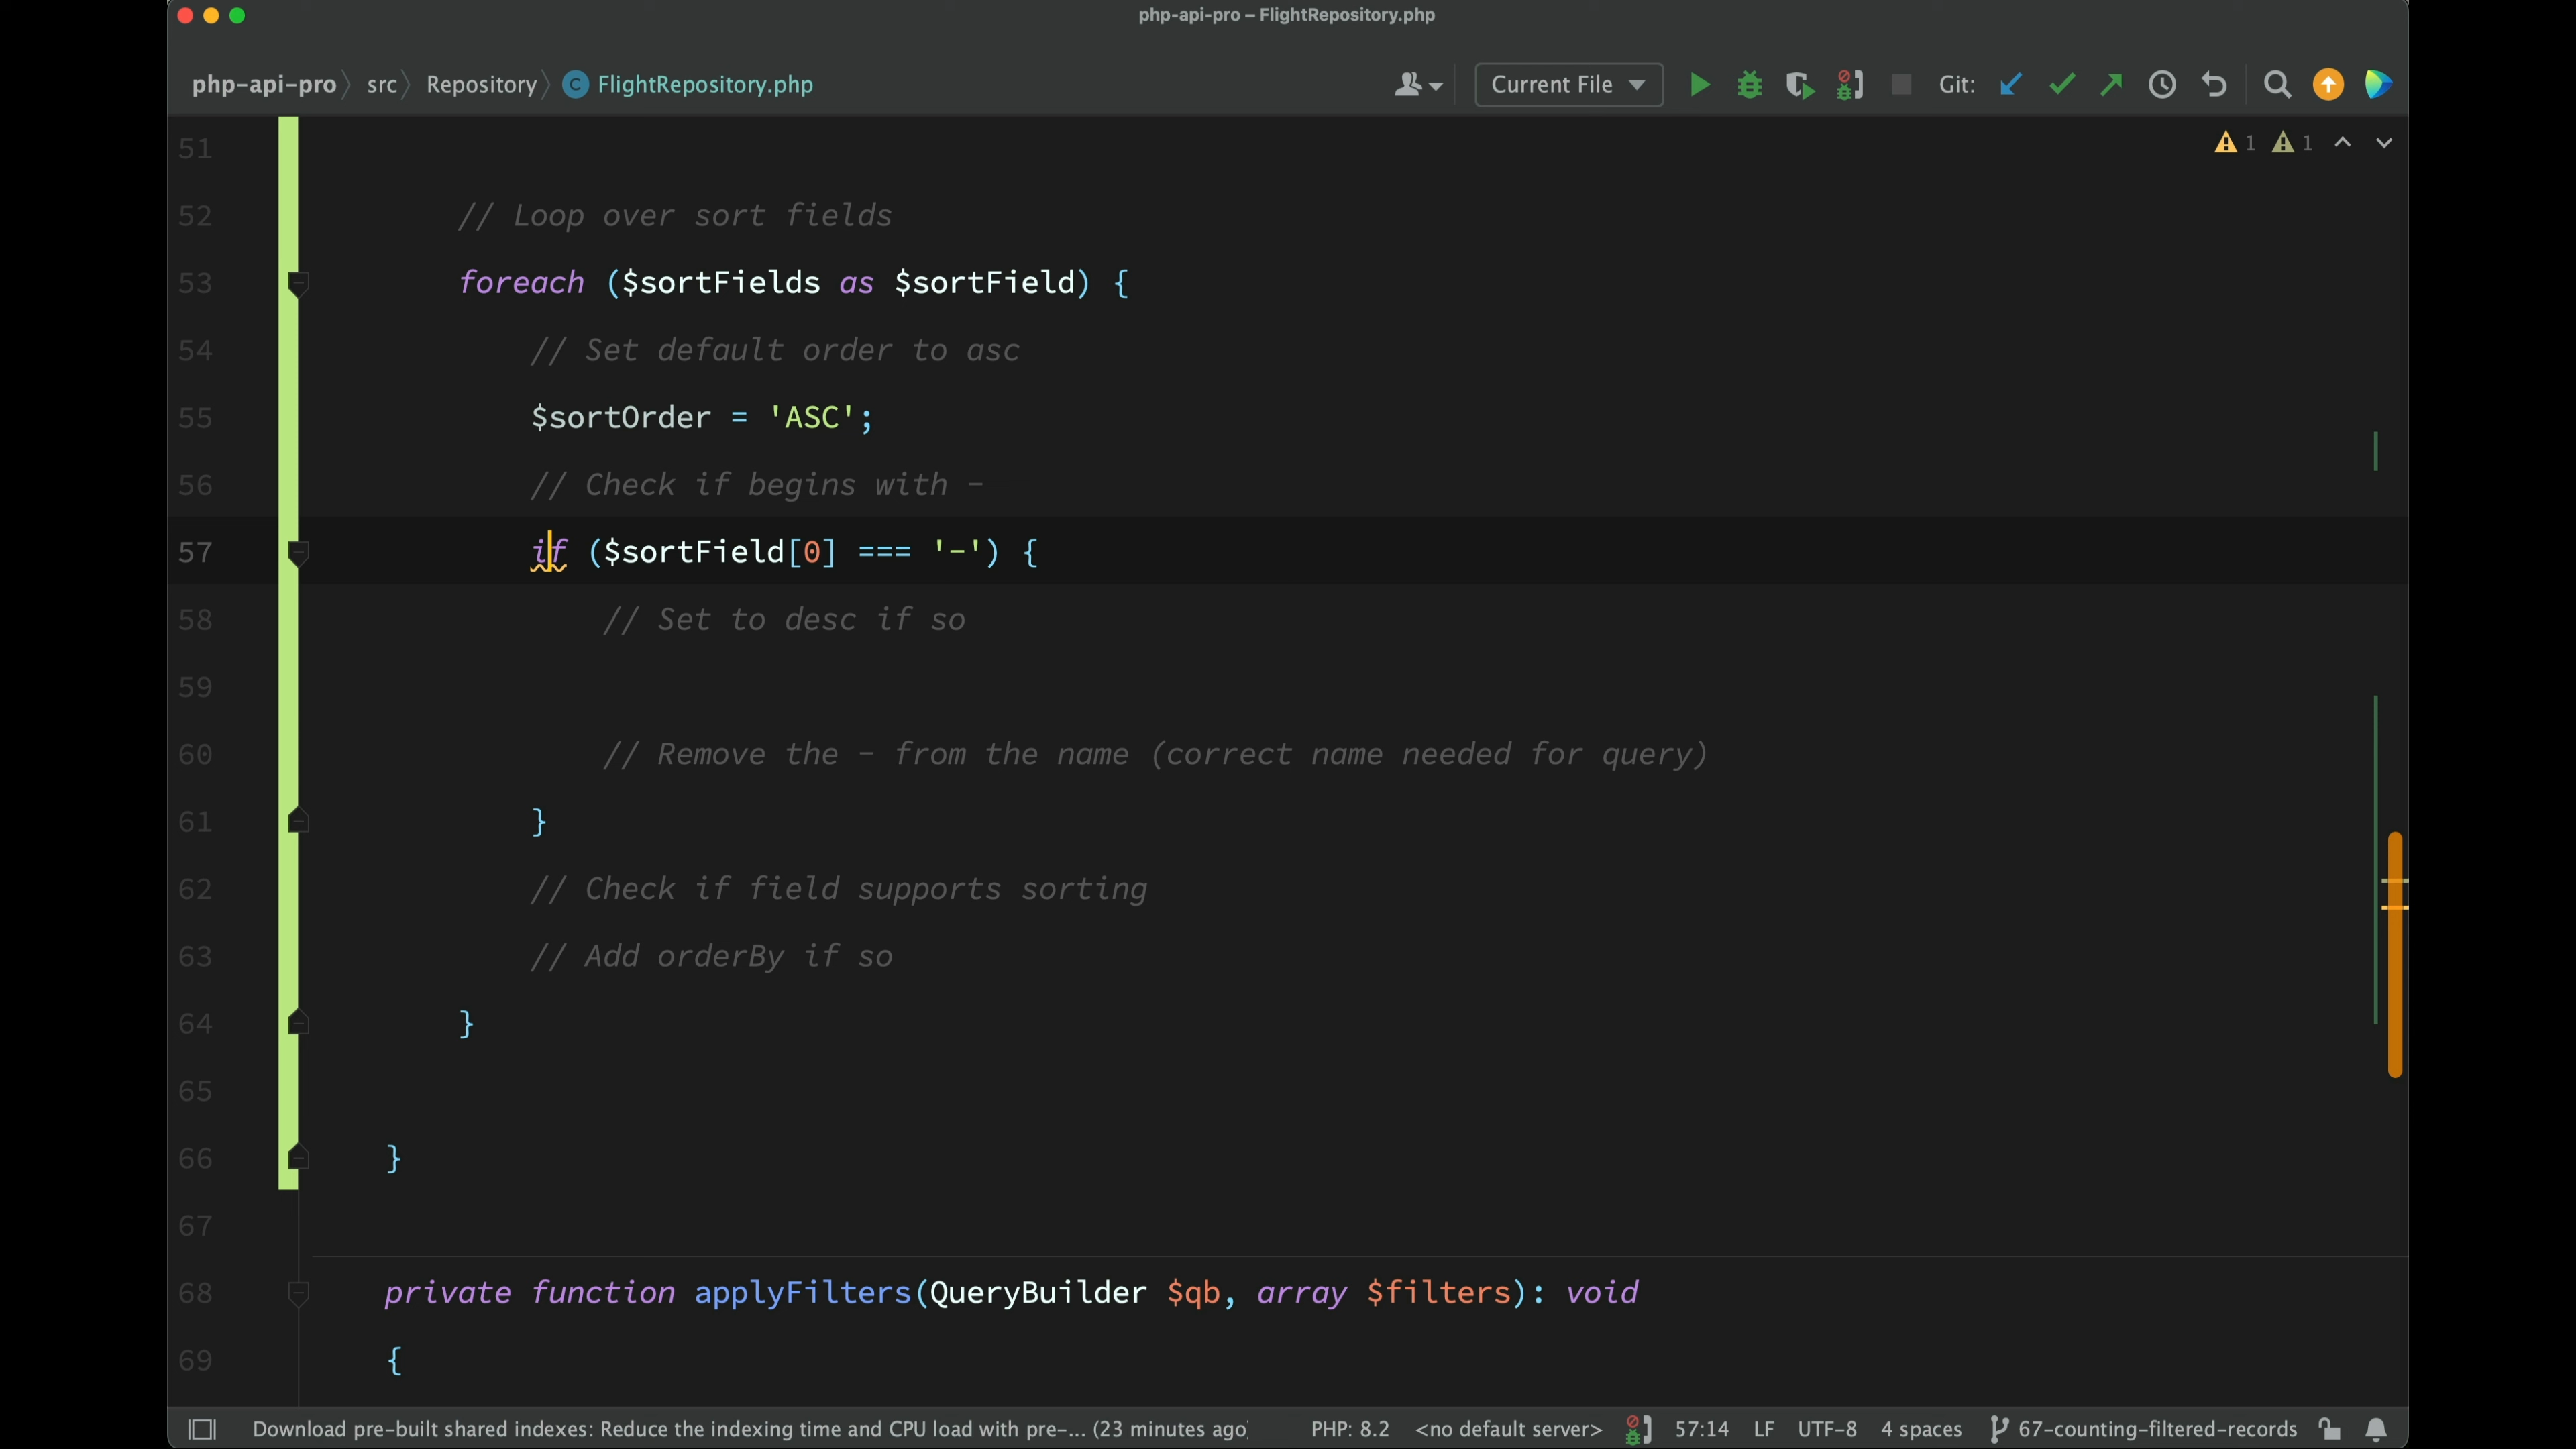 php-api-pro – FlightRepository.php
php-api-pro src Repository C FlightRepository.php Current File Git:
1 1
51
52 // Loop over sort fields
53 foreach ($sortFields as $sortField) {
54 // Set default order to asc
55 $sortOrder = 'ASC';
56 // Check if begins with -
57 if ($sortField[0] === '-') {
58 // Set to desc if so
59
60 // Remove the - from the name (correct name needed for query)
61 }
62 // Check if field supports sorting
63 // Add orderBy if so
64 }
65
66 }
67
68 private function applyFilters(QueryBuilder $qb, array $filters): void
69 {
Download pre-built shared indexes: Reduce the indexing time and CPU load with pre-... (23 minutes ago) PHP: 8.2 <no default server> 57:14 LF UTF-8 4 spaces 67-counting-filtered-records